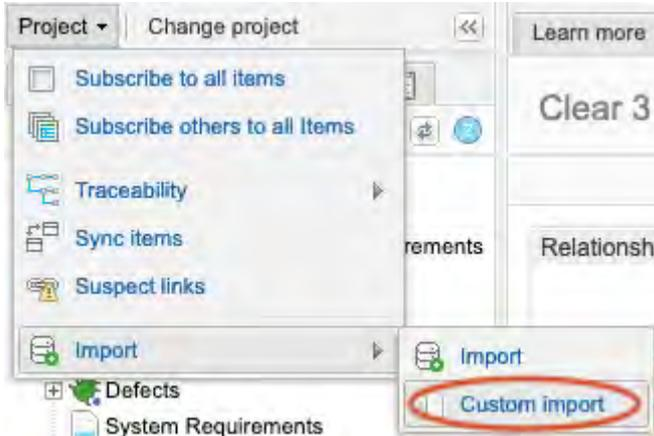 Project
Change project
Learn more
Subscribe to all items
Subscribe others to all Items
Clear 3
Traceability
Sync items
rements
Relationsh
Suspect links
Import
Import
Custom import
Defects
System Requirements